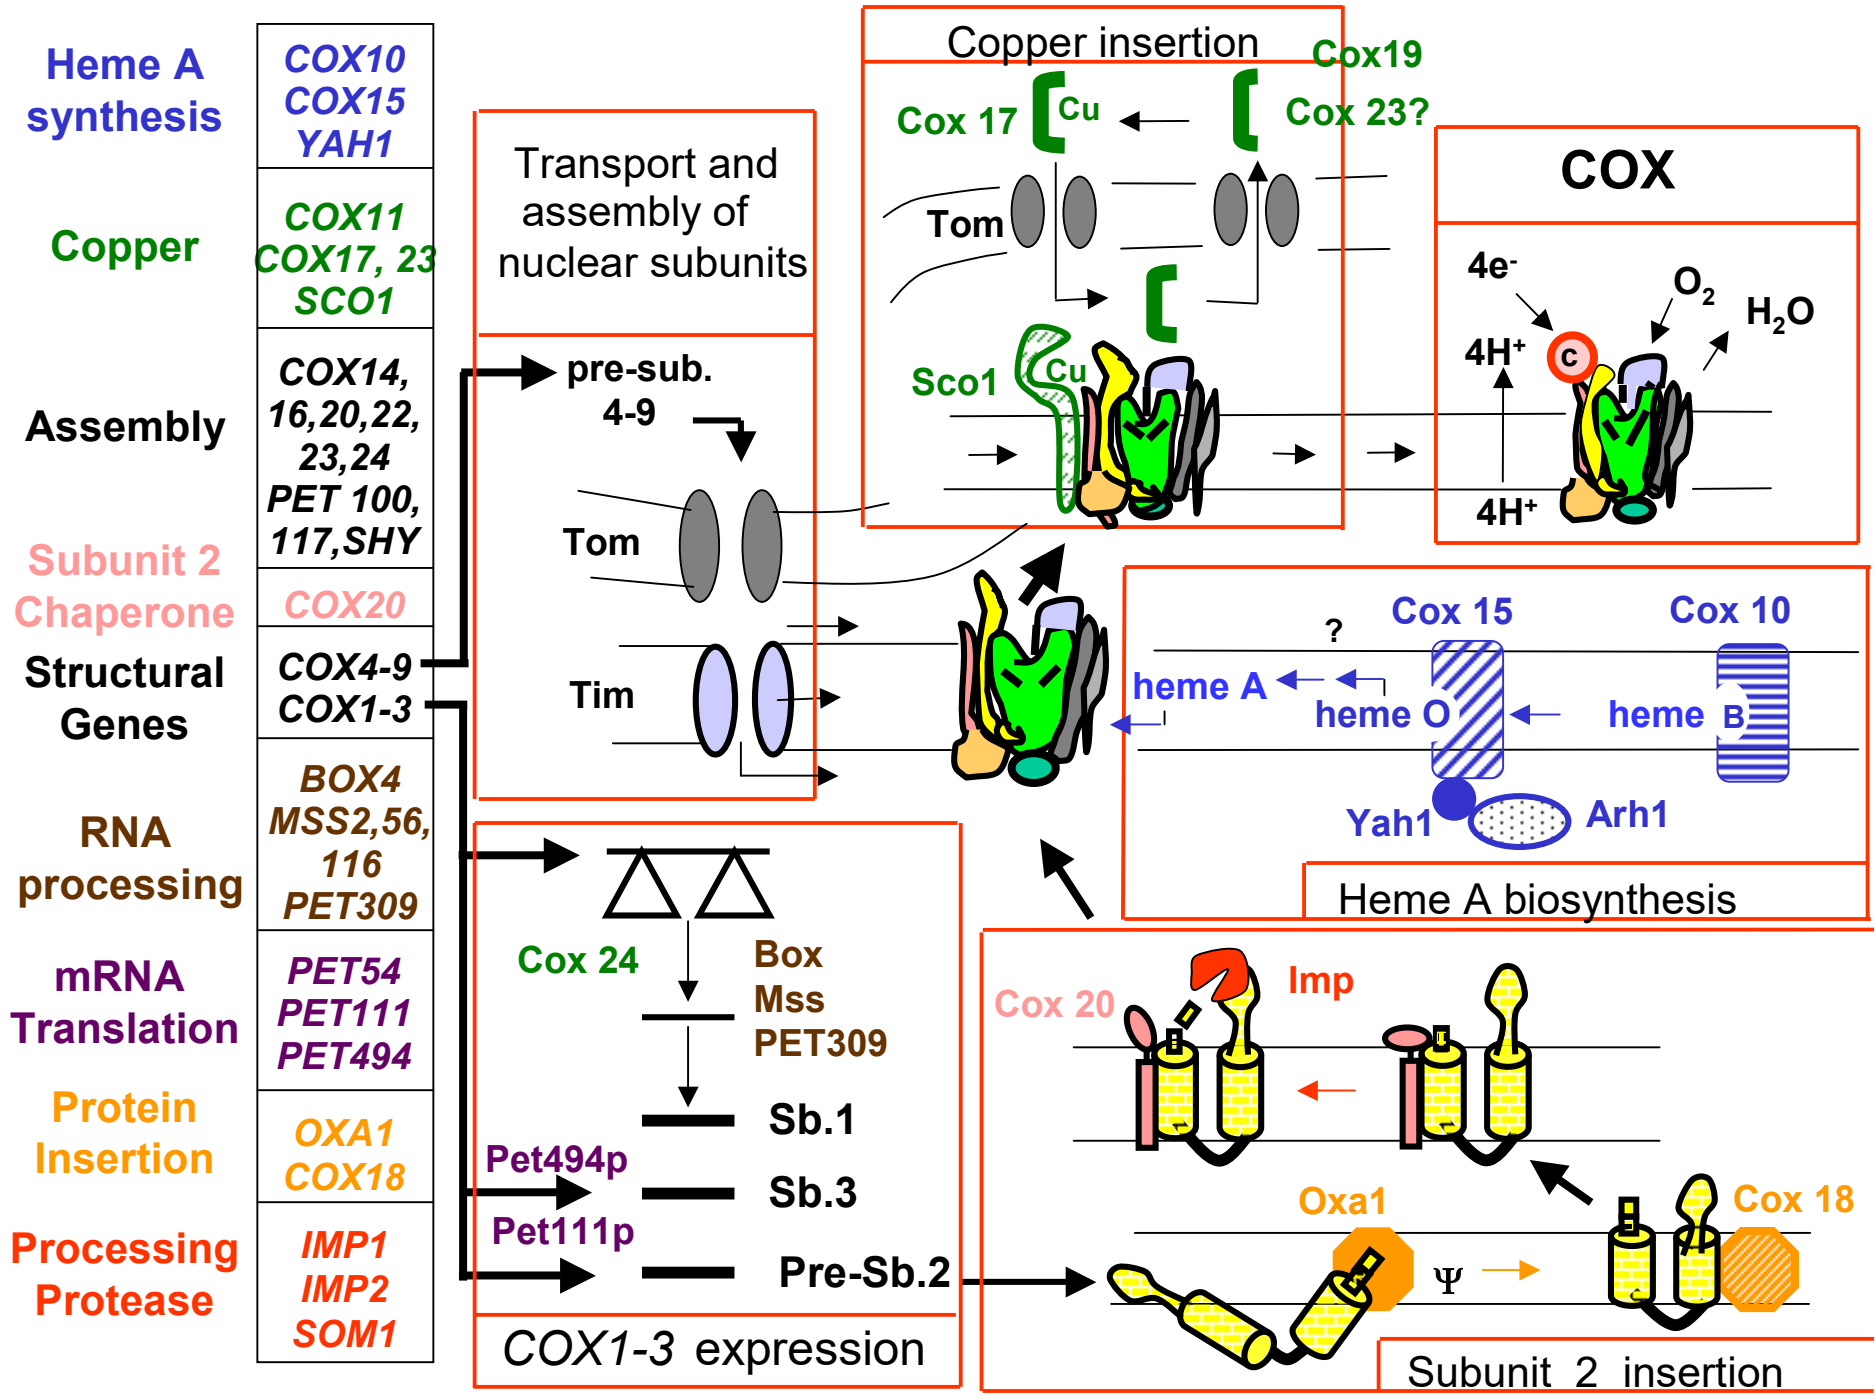 Heme A
synthesis
COX10
COX15
YAH1
Copper
COX11
COX17, 23
SCO1
Assembly
COX14,
16,20,22,
23,24
PET 100,
117,SHY
Subunit 2
Chaperone
COX20
Structural
Genes
COX4-9
COX1-3
RNA
processing
BOX4
MSS2,56,
116
PET309
mRNA
Translation
PET54
PET111
PET494
Protein
Insertion
OXA1
COX18
Processing
Protease
IMP1
IMP2
SOM1
Transport and
assembly of
nuclear subunits
pre-sub.
4-9
Tom
Tim
Copper insertion
Cox19
Cox 17
Cu
Cox 23?
Tom
Sco1
Cu
COX
4e-
O2
H2O
4H+
c
4H+
Cox 15
Cox 10
?
heme A
heme O
heme B
Yah1
Arh1
Heme A biosynthesis
Cox 24
Box
Mss
PET309
Sb.1
Pet494p
Sb.3
Pet111p
Pre-Sb.2
COX1-3 expression
Cox 20
Imp
Oxa1
Cox 18
Ψ
Subunit 2 insertion